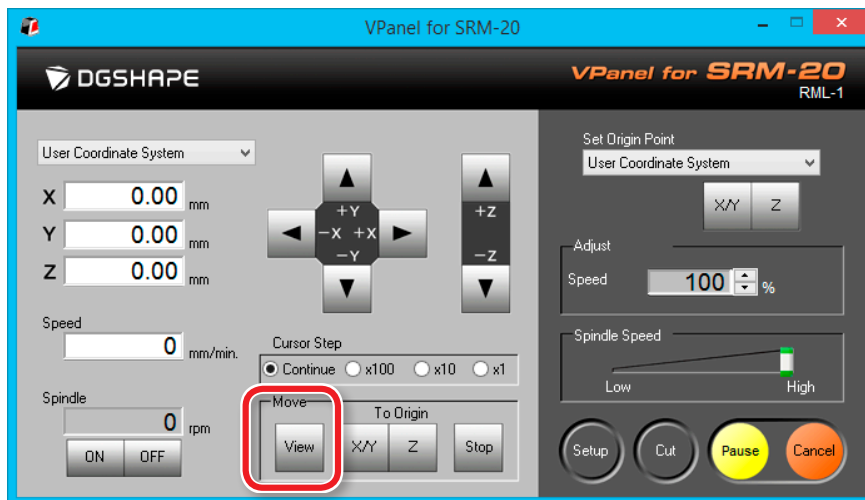 VPanel for SRM-20
DGSHAPE
VPanel for SRM-20
RML-1
User Coordinate System
X 0.00 mm
Y 0.00 mm
Z 0.00 mm
Speed
0 mm/min.
Spindle
0 rpm
ON OFF
+Y
-X +X
-Y
+Z
-Z
Cursor Step
Continue x100 x10 x1
Move
To Origin
View X/Y Z Stop
Set Origin Point
User Coordinate System
X/Y Z
Adjust
Speed 100 %
Spindle Speed
Low High
Setup Cut Pause Cancel